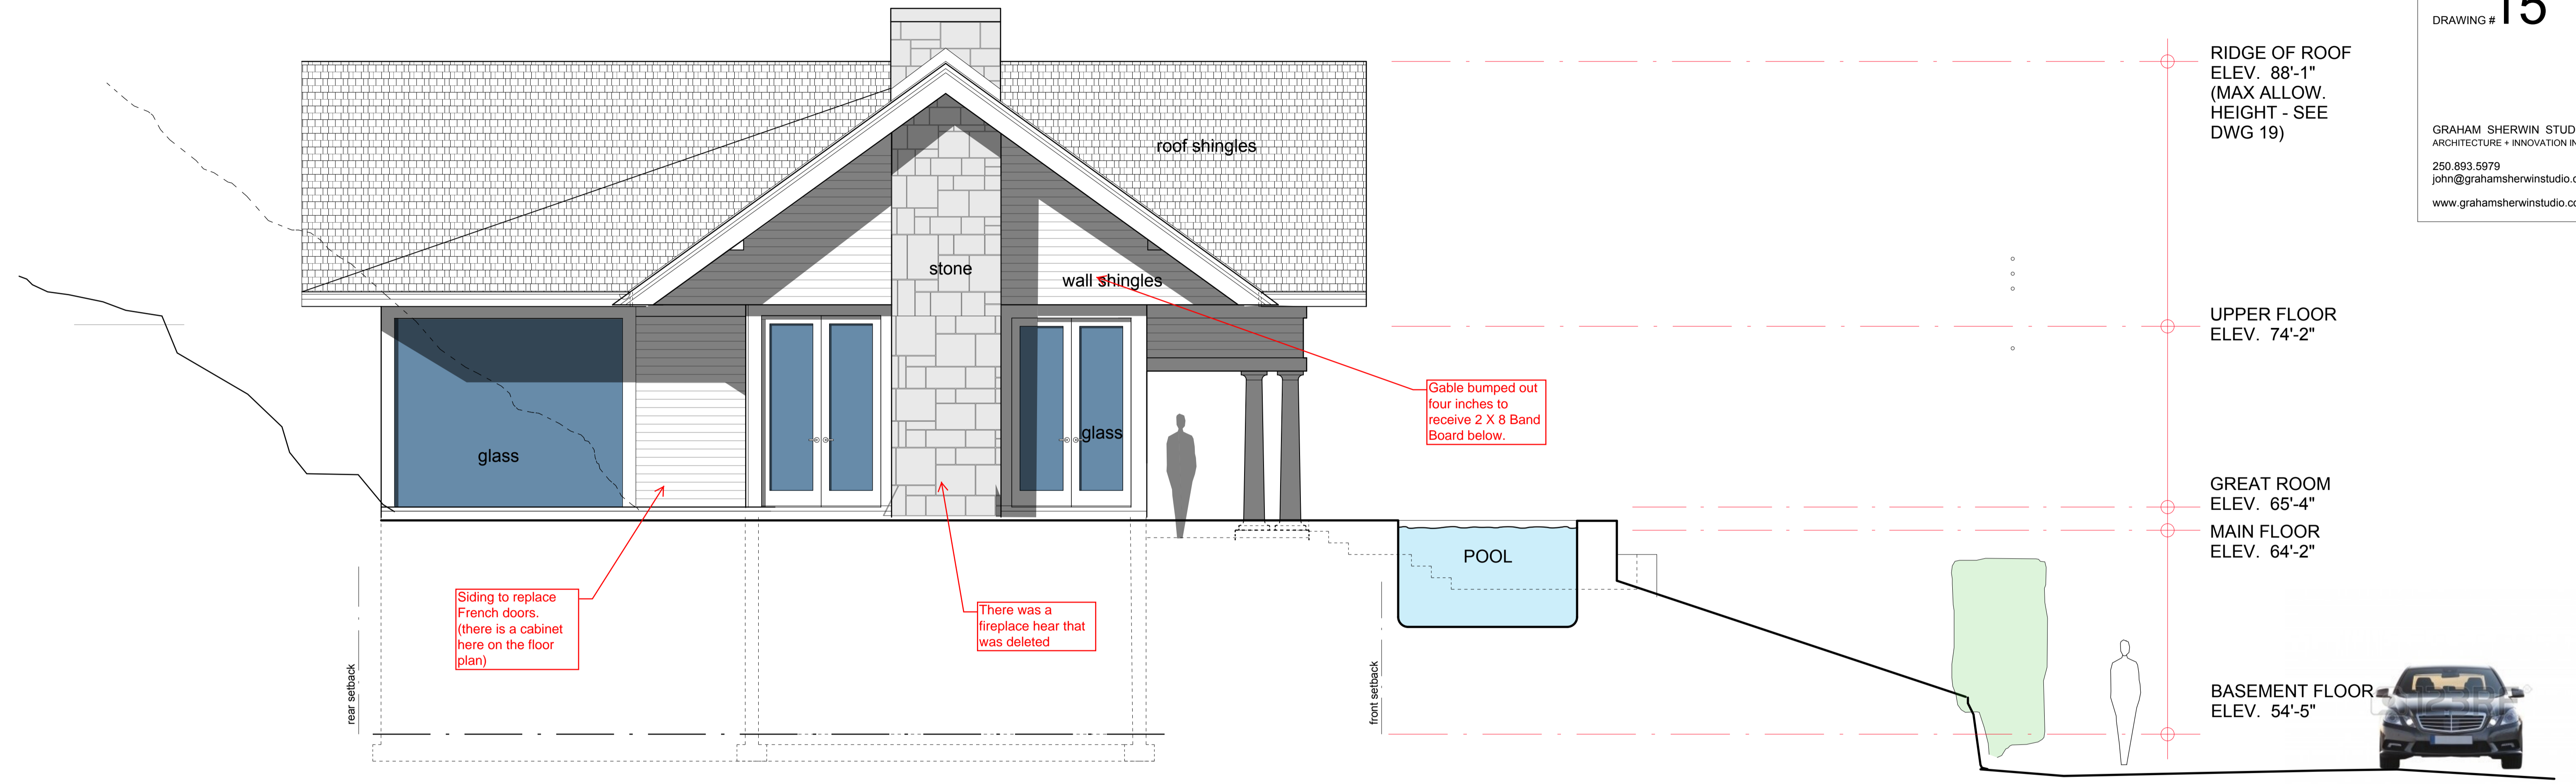 DRAWING # 15
GRAHAM SHERWIN STUD
ARCHITECTURE + INNOVATION IN
250.893.5979
john@grahamsherwinstudio.c
www.grahamsherwinstudio.co
RIDGE OF ROOF
ELEV. 88'-1"
(MAX ALLOW.
HEIGHT - SEE
DWG 19)
roof shingles
stone
wall shingles
UPPER FLOOR
ELEV. 74'-2"
Gable bumped out
four inches to
receive 2 X 8 Band
Board below.
glass
glass
GREAT ROOM
ELEV. 65'-4"
MAIN FLOOR
ELEV. 64'-2"
POOL
Siding to replace
French doors.
(there is a cabinet
here on the floor
plan)
There was a
fireplace hear that
was deleted
rear setback
front setback
BASEMENT FLOOR
ELEV. 54'-5"
123RF